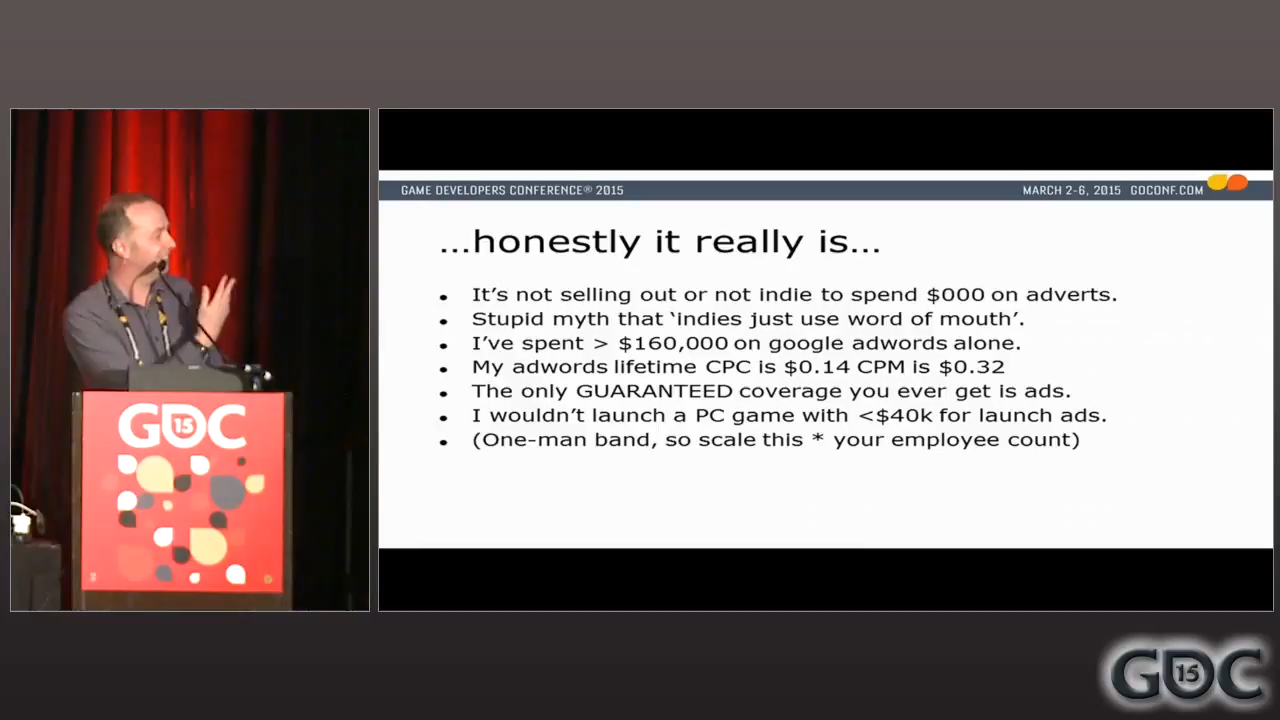 GAME DEVELOPERS CONFERENCE® 2015
MARCH 2-6, 2015 GDCONF.COM
...honestly it really is...
• It's not selling out or not indie to spend $000 on adverts.
• Stupid myth that ‘indies just use word of mouth’.
• I've spent > $160,000 on google adwords alone.
• My adwords lifetime CPC is $0.14 CPM is $0.32
• The only GUARANTEED coverage you ever get is ads.
• I wouldn't launch a PC game with <$40k for launch ads.
• (One-man band, so scale this * your employee count)
GDC 15
GDC 15